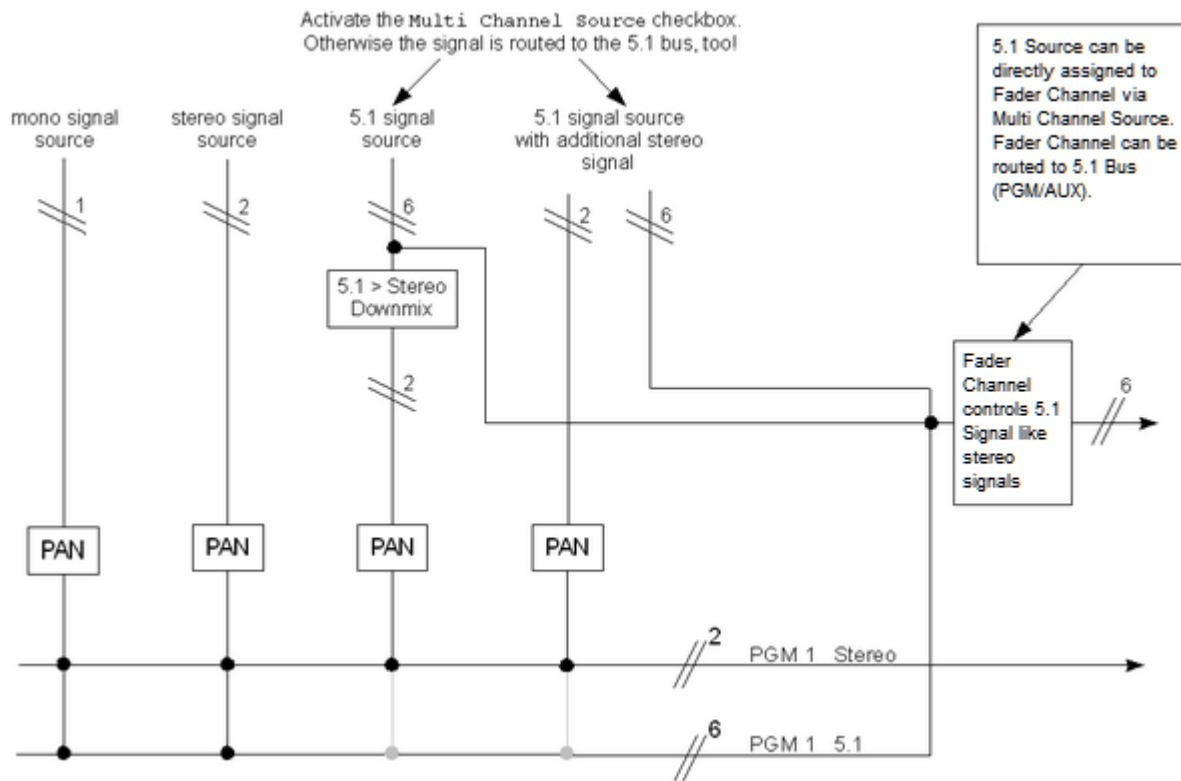 Activate the Multi Channel Source checkbox.
Otherwise the signal is routed to the 5.1 bus, too!
5.1 Source can be
directly assigned to
Fader Channel via
Multi Channel Source.
Fader Channel can be
routed to 5.1 Bus
(PGM/AUX).
mono signal
source
stereo signal
source
5.1 signal
source
5.1 signal source
with additional stereo
signal
1
2
6
2
6
5.1 > Stereo
Downmix
2
Fader
Channel
controls 5.1
Signal like
stereo
signals
6
PAN
PAN
PAN
PAN
2
PGM 1 Stereo
6
PGM 1 5.1